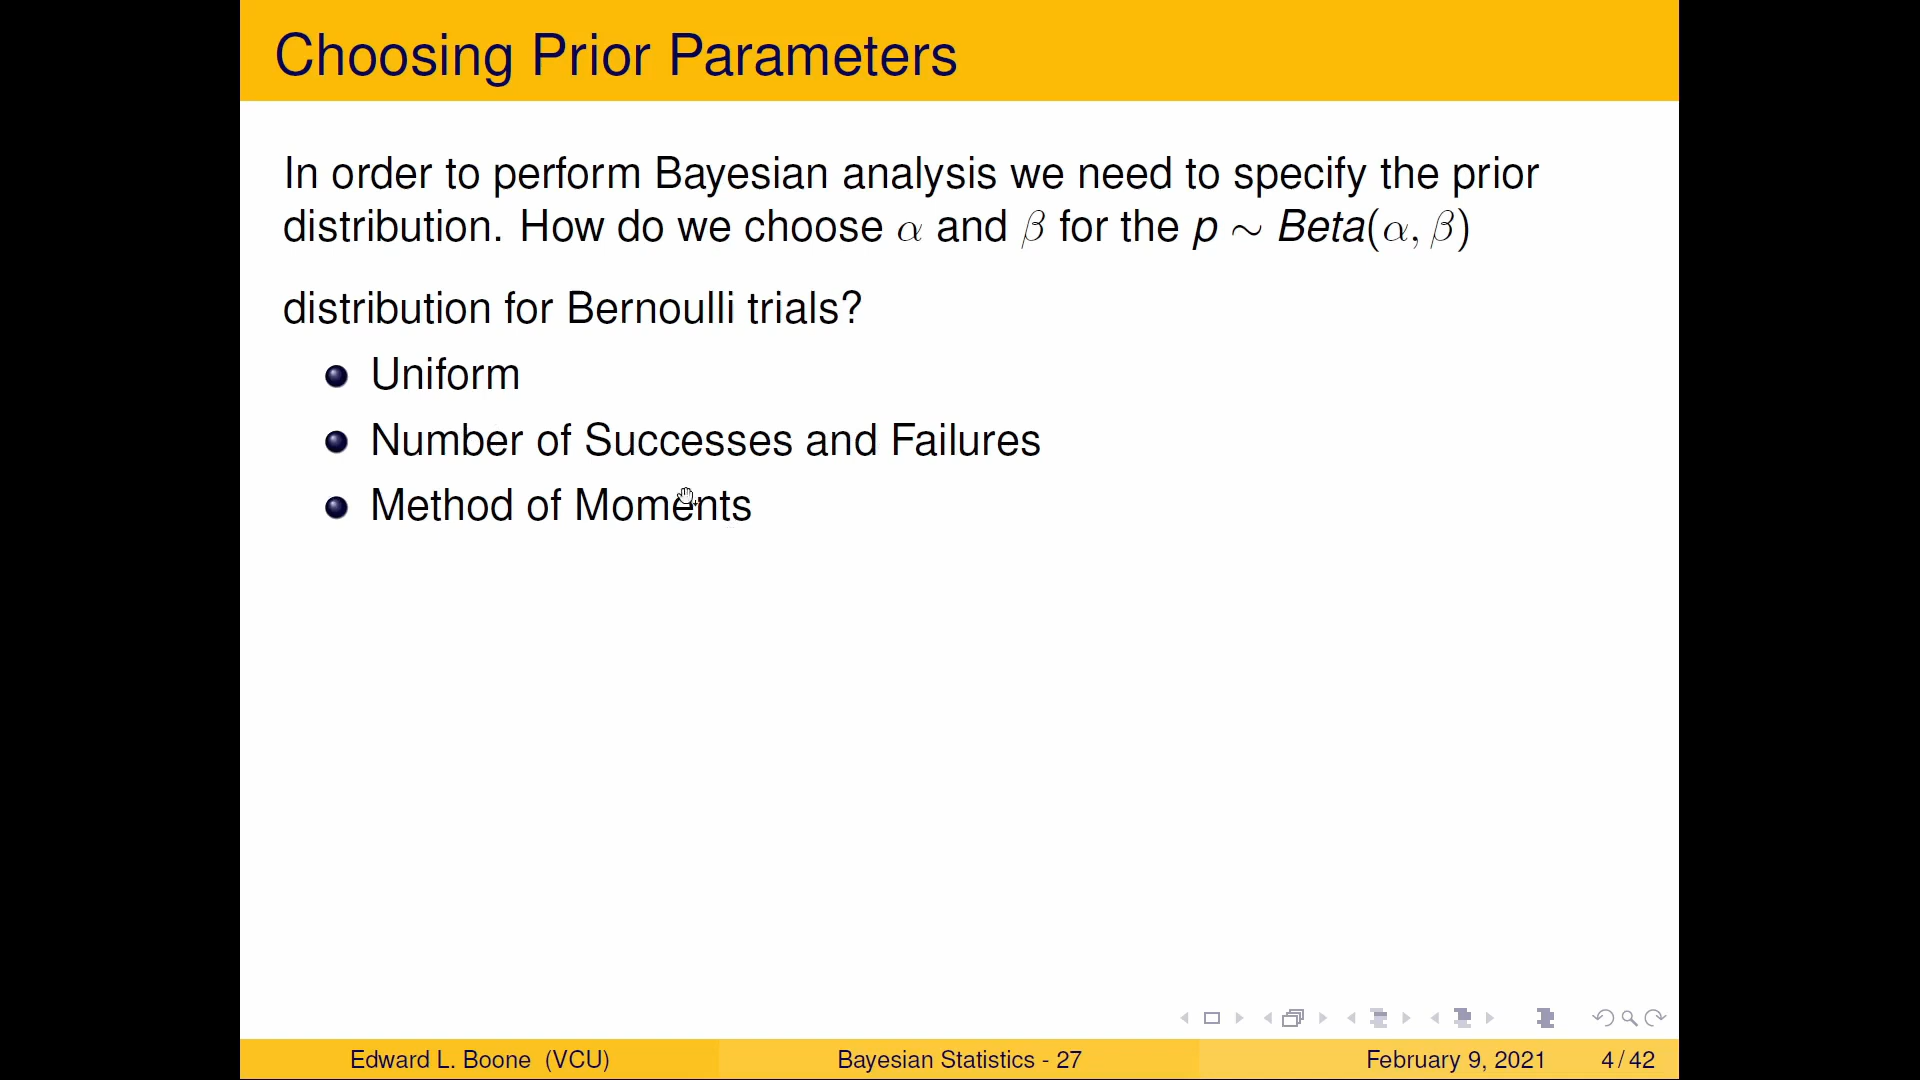 Choosing Prior Parameters
In order to perform Bayesian analysis we need to specify the prior
distribution. How do we choose α and β for the p ∼ Beta(α, β)
distribution for Bernoulli trials?
Uniform
Number of Successes and Failures
Method of Moments
Edward L. Boone (VCU)
Bayesian Statistics - 27
February 9, 2021
4 / 42